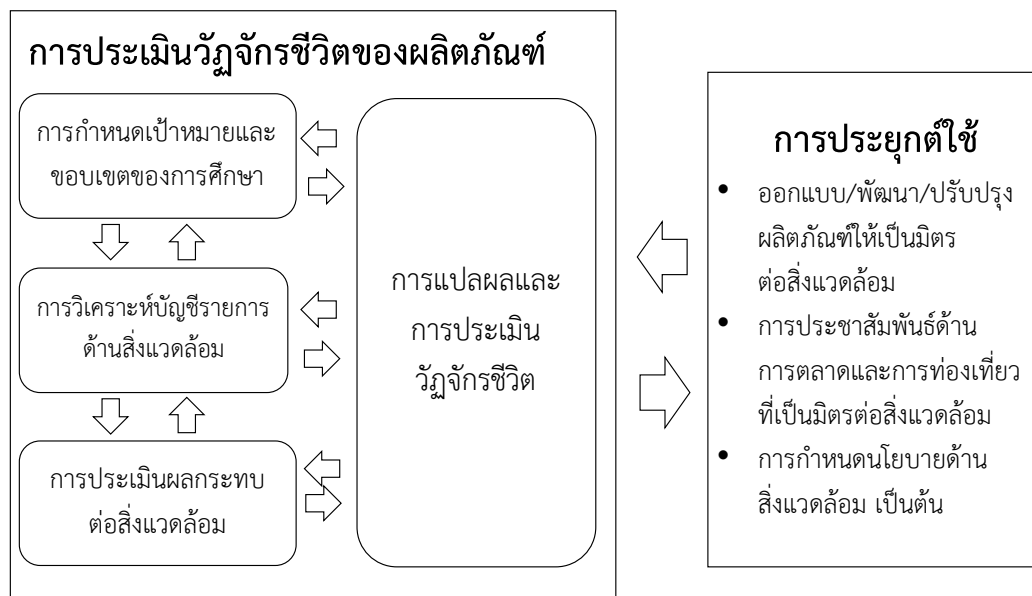 การประเมินวัฏจักรชีวิตของผลิตภัณฑ์
การกำหนดเป้าหมายและ
ขอบเขตของการศึกษา
การวิเคราะห์บัญชีรายการ
ด้านสิ่งแวดล้อม
การประเมินผลกระทบ
ต่อสิ่งแวดล้อม
การแปลผลและ
การประเมิน
วัฏจักรชีวิต
การประยุกต์ใช้
• ออกแบบ/พัฒนา/ปรับปรุง
ผลิตภัณฑ์ให้เป็นมิตร
ต่อสิ่งแวดล้อม
• การประชาสัมพันธ์ด้าน
การตลาดและการท่องเที่ยว
ที่เป็นมิตรต่อสิ่งแวดล้อม
• การกำหนดนโยบายด้าน
สิ่งแวดล้อม เป็นต้น